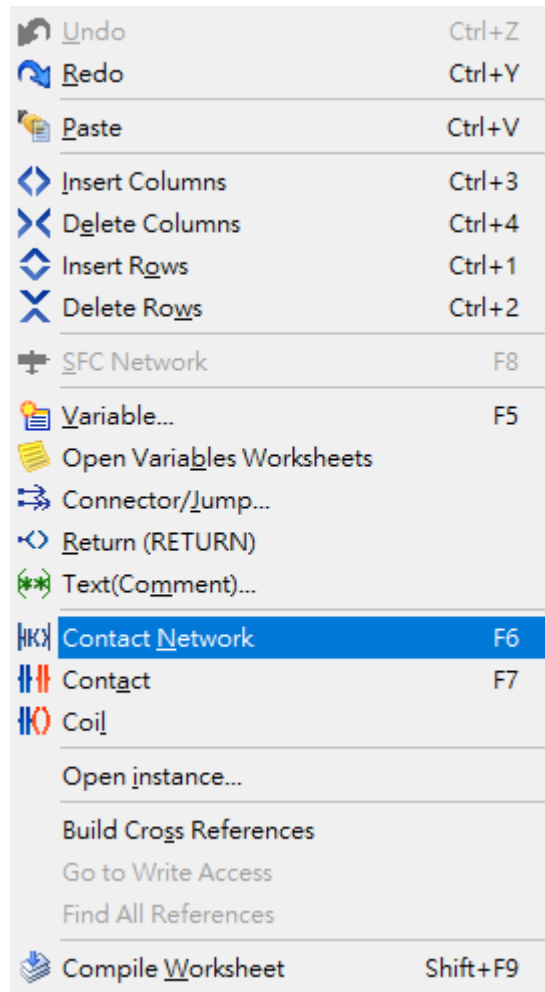 Undo Ctrl+Z
Redo Ctrl+Y
Paste Ctrl+V
Insert Columns Ctrl+3
Delete Columns Ctrl+4
Insert Rows Ctrl+1
Delete Rows Ctrl+2
SFC Network F8
Variable... F5
Open Variables Worksheets
Connector/Jump...
Return (RETURN)
Text(Comment)...
Contact Network F6
Contact F7
Coil
Open instance...
Build Cross References
Go to Write Access
Find All References
Compile Worksheet Shift+F9